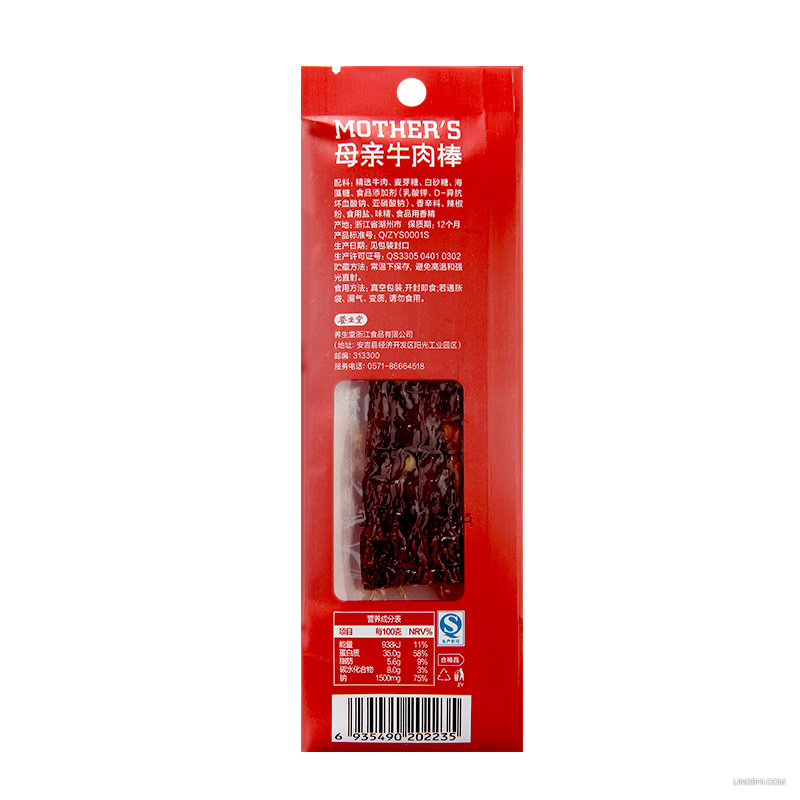 MOTHER'S
母亲牛肉棒
配料: 精选牛肉、麦芽糖、白砂糖、海
藻糖、食品添加剂 (乳酸钾、D-异抗
坏血酸钠、亚硝酸钠)、香辛料、辣椒
粉、食用盐、味精、食品用香精
产地: 浙江省湖州市 保质期: 12个月
产品标准号: Q/ZYS0001S
生产日期: 见包装封口
生产许可证号: QS3305 0401 0302
贮藏方法: 常温下保存, 避免高温和强
光直射。
食用方法: 真空包装,开封即食;若遇胀
袋、漏气、变质, 请勿食用。
养生堂
养生堂浙江食品有限公司
(地址: 安吉县经济开发区阳光工业园区)
邮编: 313300
服务电话: 0571-86664518
营养成分表
项目 每100克 NRV%
能量 938kJ 11%
蛋白质 35.0g 58%
脂肪 5.6g 9%
碳水化合物 8.0g 3%
钠 1500mg 75%
QS
生产许可
合格品
ZY
6 935490 202235
LINGSHI.COM